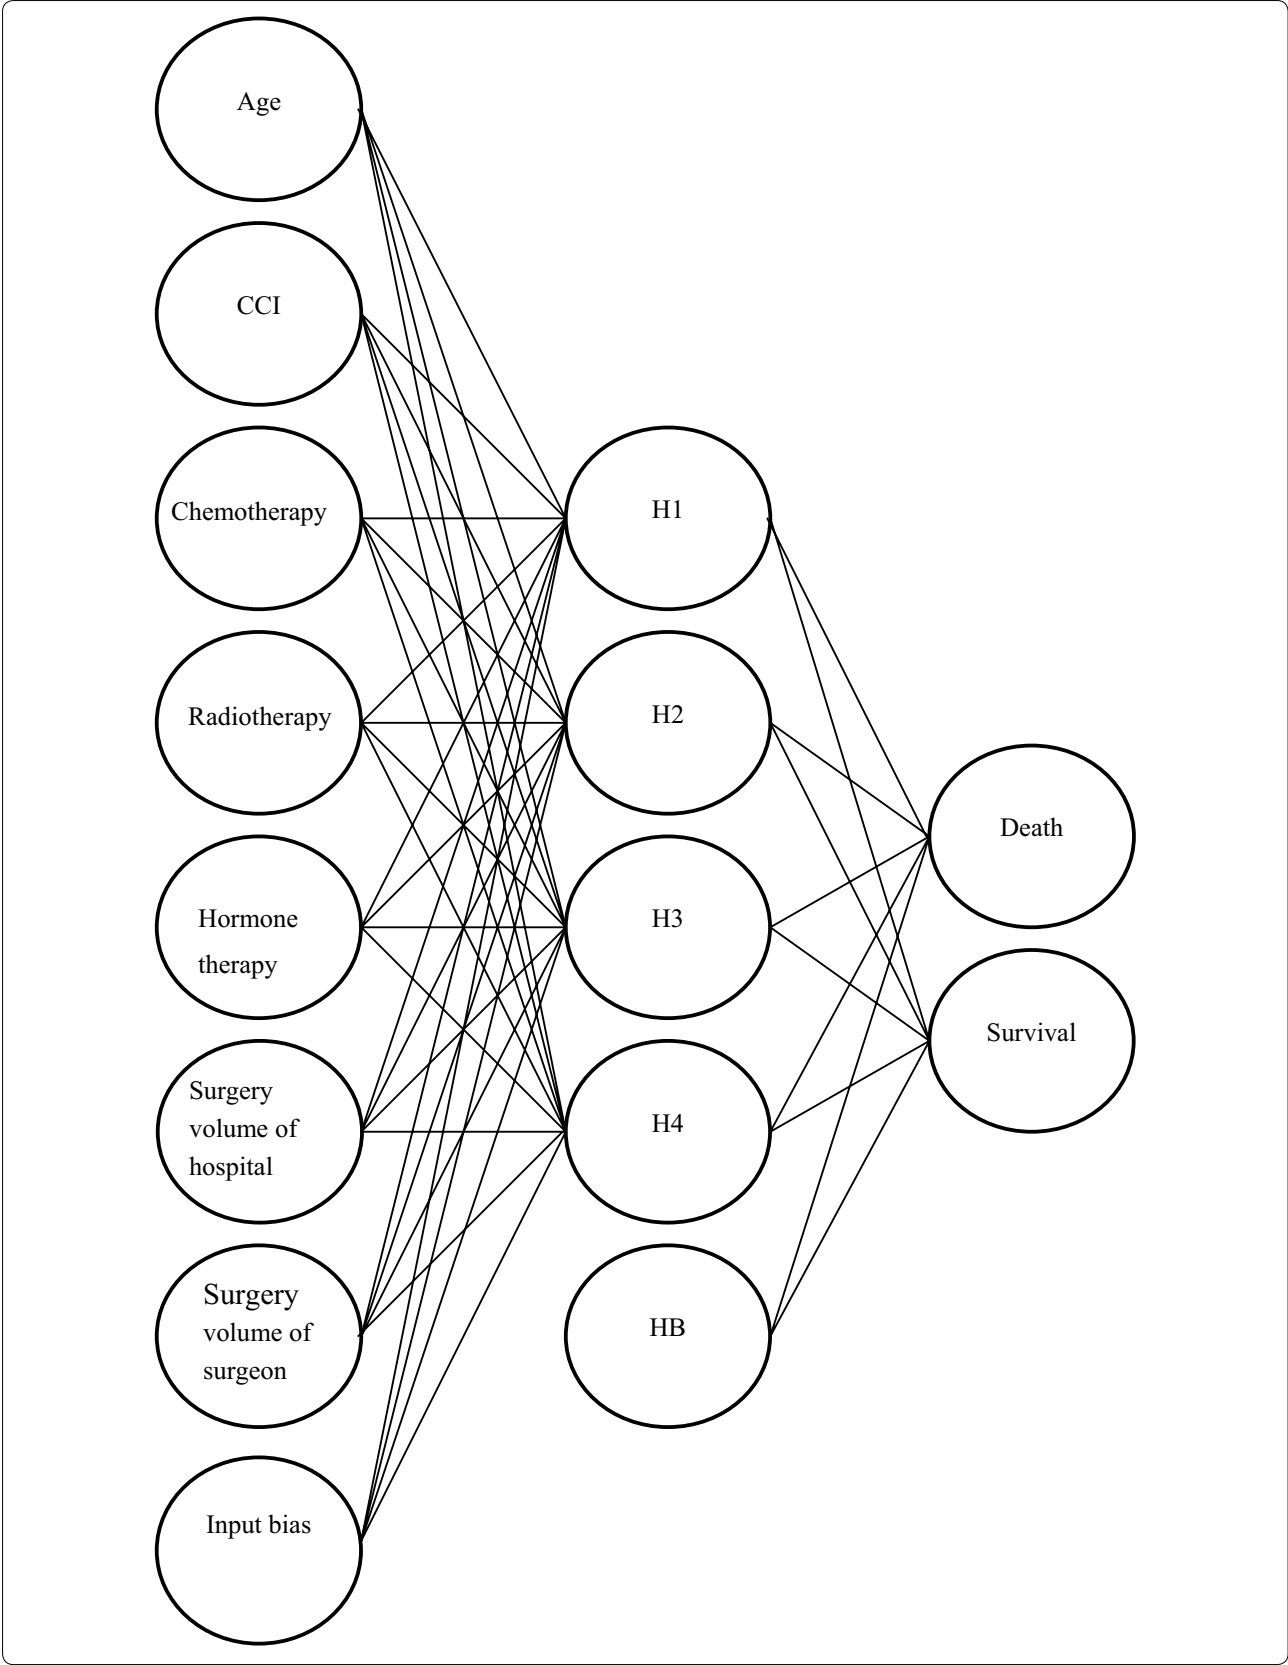 Age
CCI
Chemotherapy
Radiotherapy
Hormone
therapy
Surgery
volume of
hospital
Surgery
volume of
surgeon
Input bias
H1
H2
H3
H4
HB
Death
Survival